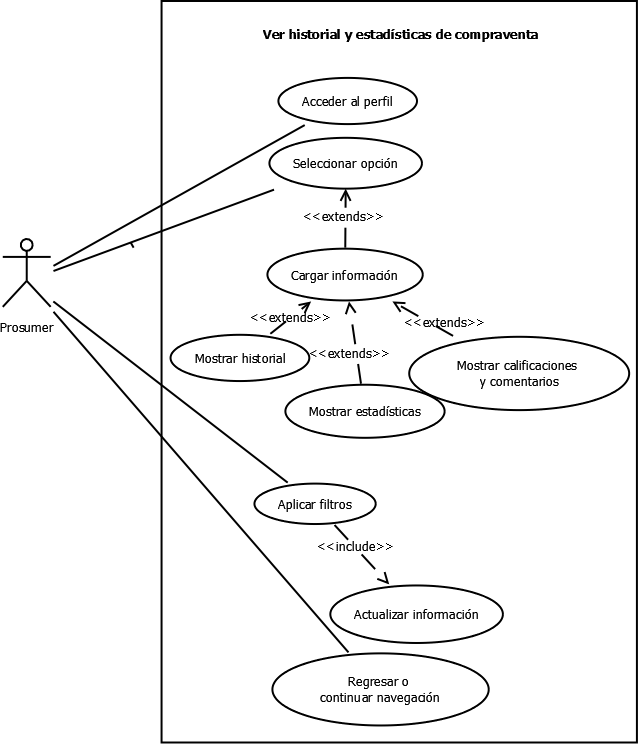 Ver historial y estadísticas de compraventa
Acceder al perfil
Seleccionar opción
<<extends>>
Prosumer
Cargar información
<<extends>>
<<extends>>
<<extends>>
Mostrar historial
Mostrar calificaciones
y comentarios
Mostrar estadísticas
Aplicar filtros
<<include>>
Actualizar información
Regresar o
continuar navegación